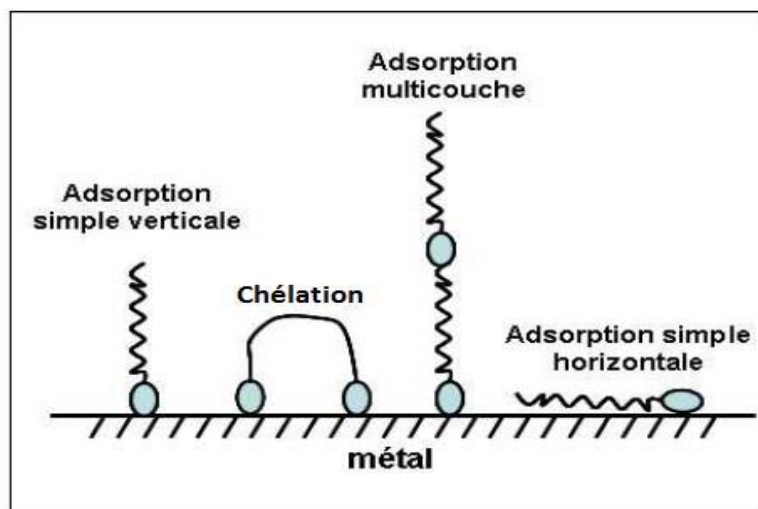 Adsorption
multicouche
Adsorption
simple verticale
Chélation
Adsorption simple
horizontale
métal